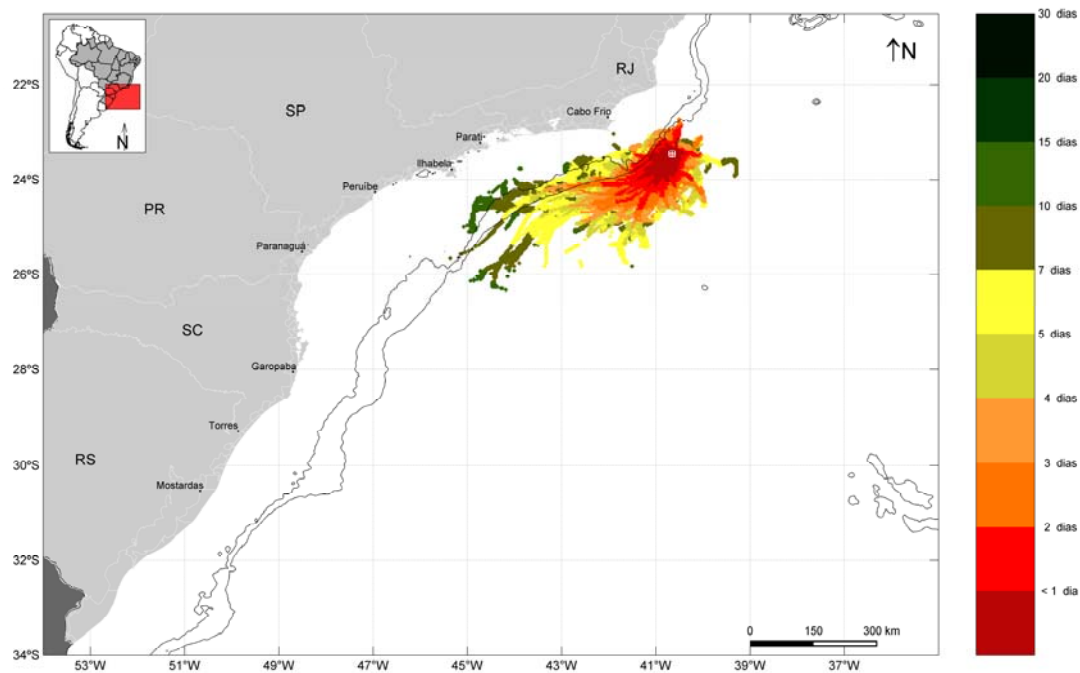 N
↑N
RJ
SP
PR
SC
RS
Cabo Frio
Parati
Ilhabela
Peruíbe
Paranaguá
Garopaba
Torres
Mostardas
22°S
24°S
26°S
28°S
30°S
32°S
34°S
53°W 51°W 49°W 47°W 45°W 43°W 41°W 39°W 37°W
0 150 300 km
30 dias
20 dias
15 dias
10 dias
7 dias
5 dias
4 dias
3 dias
2 dias
< 1 dia